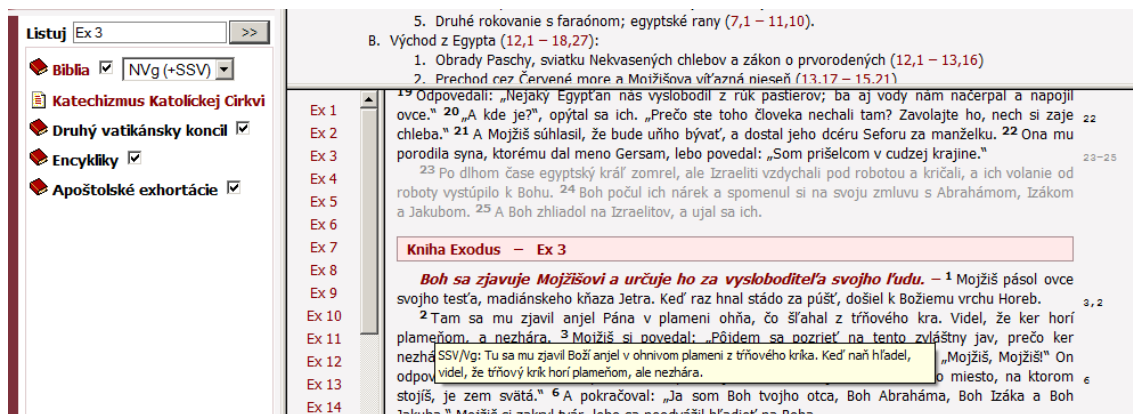 Listuj Ex 3 >>
Biblia NVg (+SSV)
Katechizmus Katolíckej Cirkvi
Druhý vatikánsky koncil
Encykliky
Apoštolské exhortácie
5. Druhé rokovanie s faraónom; egyptské rany (7,1 – 11,10).
B. Východ z Egypta (12,1 – 18,27):
1. Obrady Paschy, sviatku Nekvasených chlebov a zákon o prvorodených (12,1 – 13,16)
2. Prechod cez Červené more a Mojžišova víťazná pieseň (13,17 – 15,21)
Ex 1
Ex 2
Ex 3
Ex 4
Ex 5
Ex 6
Ex 7
Ex 8
Ex 9
Ex 10
Ex 11
Ex 12
Ex 13
Ex 14
19 Odpovedali: „Nejaký Egypťan nás vyslobodil z rúk pastierov; ba aj vody nám načerpal a napojil
ovce." 20 „A kde je?", opýtal sa ich. „Prečo ste toho človeka nechali tam? Zavolajte ho, nech si zaje 22
chleba." 21 A Mojžiš súhlasil, že bude uňho bývať, a dostal jeho dcéru Seforu za manželku. 22 Ona mu
porodila syna, ktorému dal meno Gersam, lebo povedal: „Som prišelcom v cudzej krajine." 23-25
23 Po dlhom čase egyptský kráľ zomrel, ale Izraeliti vzdychali pod robotou a kričali, a ich volanie od
roboty vystúpilo k Bohu. 24 Boh počul ich nárek a spomenul si na svoju zmluvu s Abrahámom, Izákom
a Jakubom. 25 A Boh zhliadol na Izraelitov, a ujal sa ich.
Kniha Exodus – Ex 3
Boh sa zjavuje Mojžišovi a určuje ho za vysloboditeľa svojho ľudu. – 1 Mojžiš pásol ovce
svojho tesťa, madiánskeho kňaza Jetra. Keď raz hnal stádo za púšť, došiel k Božiemu vrchu Horeb. 3,2
2 Tam sa mu zjavil anjel Pána v plameni ohňa, čo šľahal z tŕňového kra. Videl, že ker horí
plameňom, a nezhára. 3 Mojžiš si povedal: „Pôjdem sa pozrieť na tento zvláštny jav, prečo ker
nezhá „Mojžiš, Mojžiš!" On
SSV/Vg: Tu sa mu zjavil Boží anjel v ohnivom plameni z tŕňového kríka. Keď naň hľadel,
videl, že tŕňový krík horí plameňom, ale nezhára.
odpov o miesto, na ktorom 6
stojíš, je zem svätá." 6 A pokračoval: „Ja som Boh tvojho otca, Boh Abraháma, Boh Izáka a Boh
Jakuba." Mojžiš si zakryl tvár, lebo sa neodvážil hľadieť na Boha.